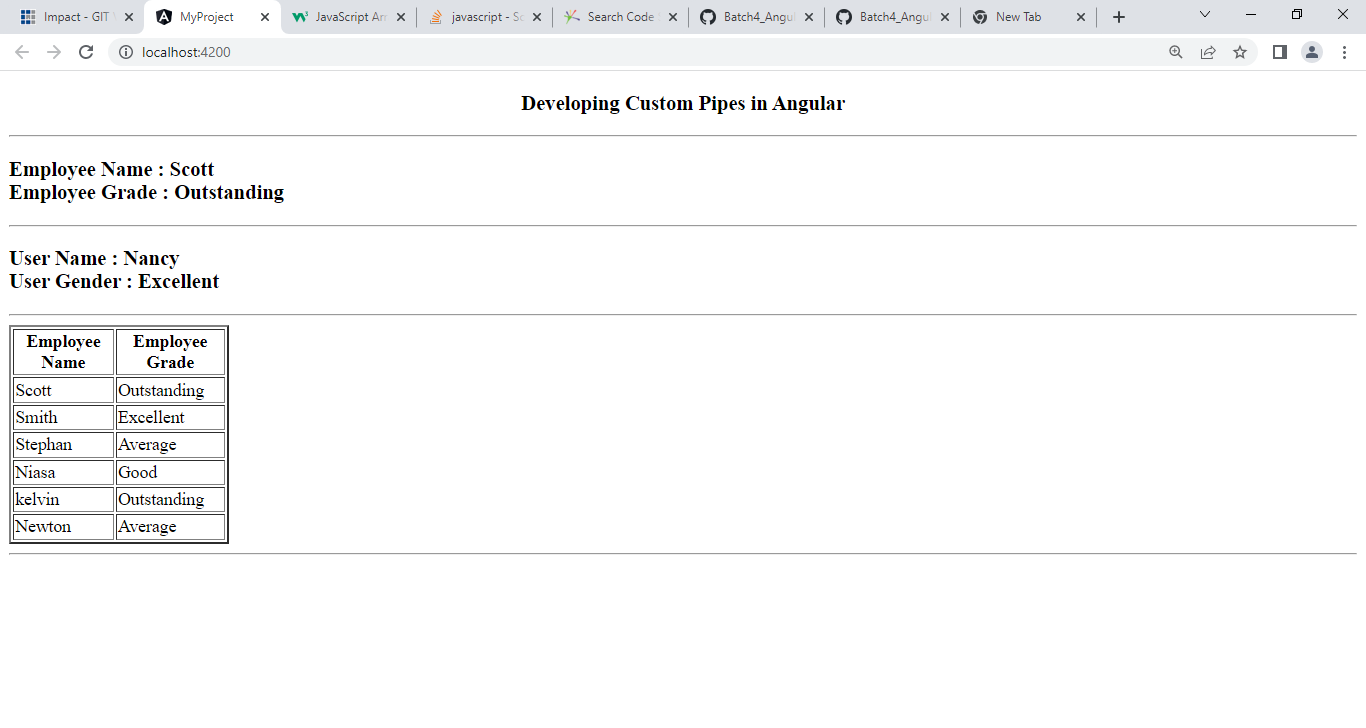 Impact - GIT
MyProject
JavaScript Arr
javascript - Sc
Search Code
Batch4_Angul
Batch4_Angul
New Tab
localhost:4200
Developing Custom Pipes in Angular
Employee Name : Scott
Employee Grade : Outstanding
User Name : Nancy
User Gender : Excellent
Employee Name Employee Grade
Scott Outstanding
Smith Excellent
Stephan Average
Niasa Good
kelvin Outstanding
Newton Average